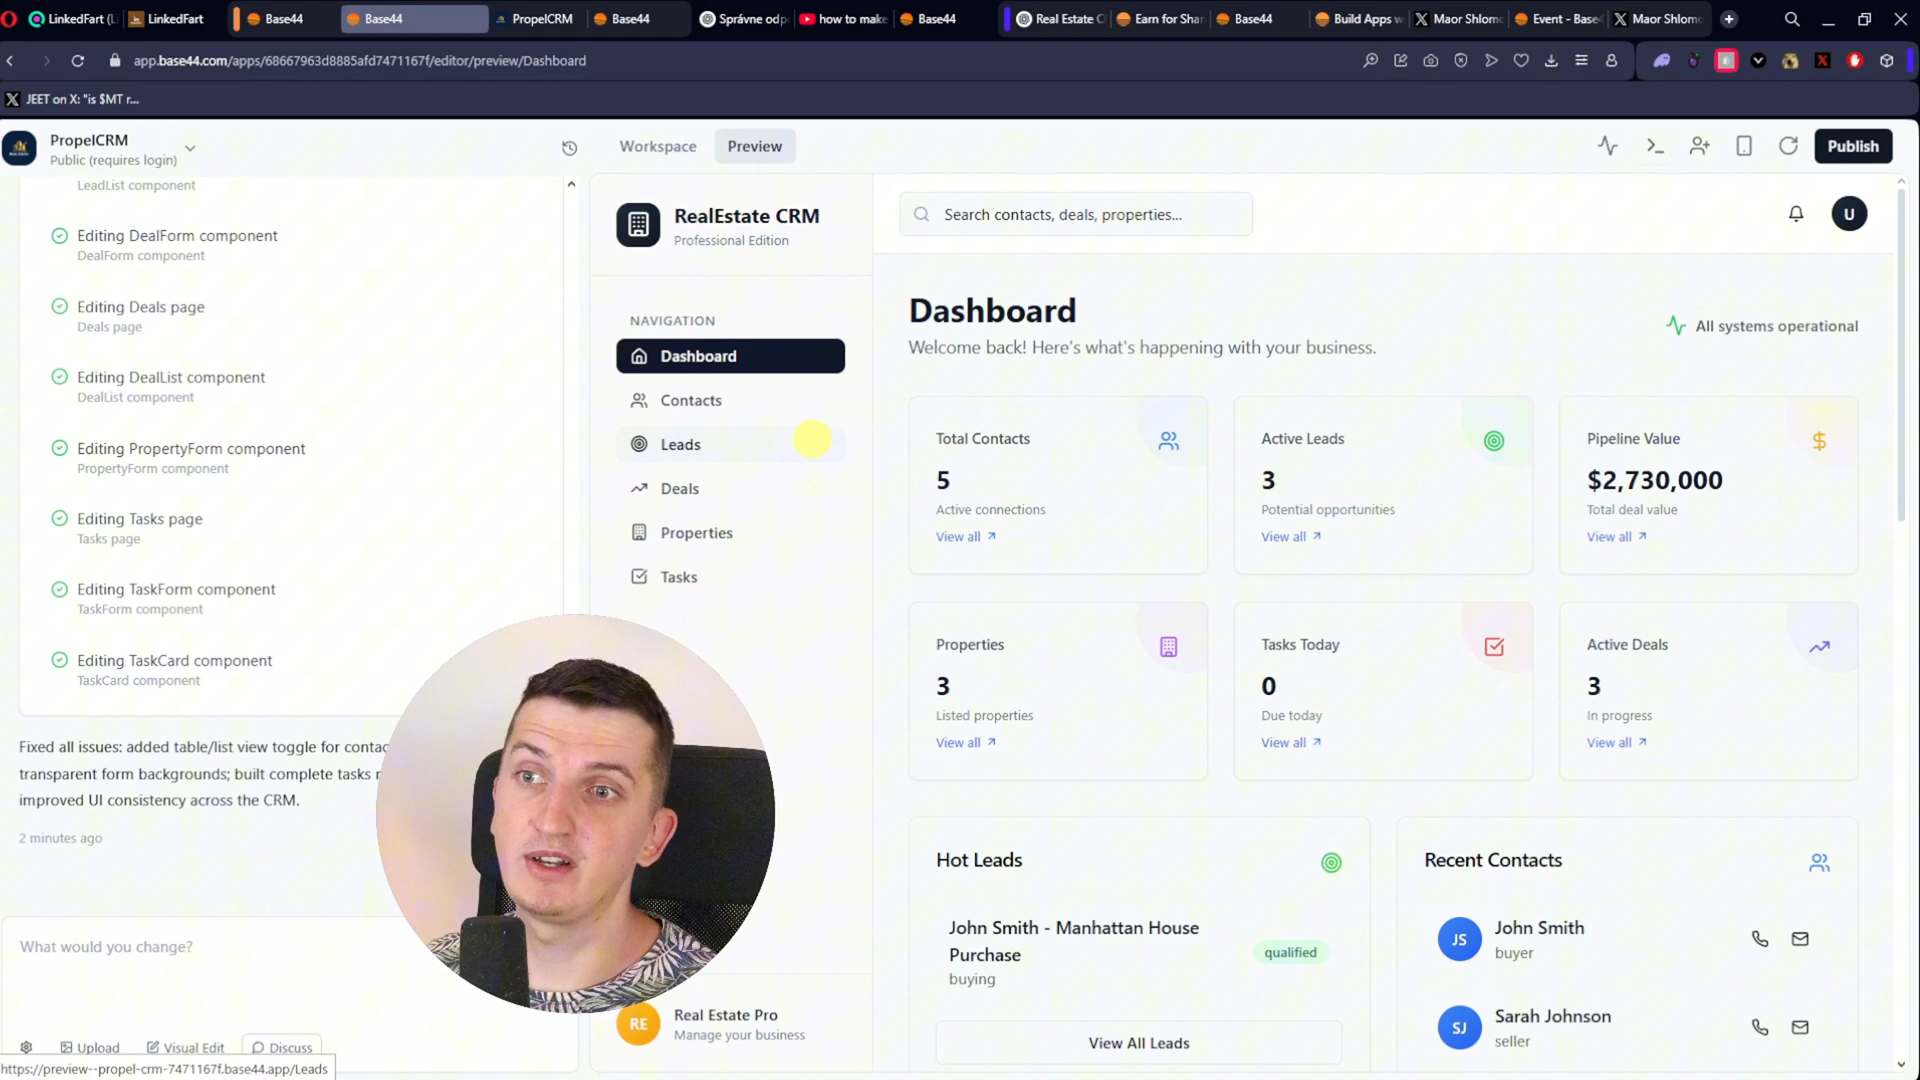 LinkedFart (Li
LinkedFart
Base44
Base44
PropelCRM
Base44
Správne odp
how to make
Base44
Real Estate C
Earn for Shar
Base44
Build Apps w
Maor Shlomo
Event - Base4
Maor Shlomo
app.base44.com/apps/68667963d8885afd7471167f/editor/preview/Dashboard
JEET on X: "is $MT r...
PropelCRM
Public (requires login)
Workspace
Preview
Publish
LeadList component
Editing DealForm component
DealForm component
Editing Deals page
Deals page
Editing DealList component
DealList component
Editing PropertyForm component
PropertyForm component
Editing Tasks page
Tasks page
Editing TaskForm component
TaskForm component
Editing TaskCard component
TaskCard component
Fixed all issues: added table/list view toggle for contac
transparent form backgrounds; built complete tasks
improved UI consistency across the CRM.
2 minutes ago
What would you change?
Upload
Visual Edit
Discuss
https://preview--propel-crm-7471167f.base44.app/Leads
RealEstate CRM
Professional Edition
NAVIGATION
Dashboard
Contacts
Leads
Deals
Properties
Tasks
RE
Real Estate Pro
Manage your business
Search contacts, deals, properties...
U
Dashboard
Welcome back! Here's what's happening with your business.
All systems operational
Total Contacts
5
Active connections
View all
Active Leads
3
Potential opportunities
View all
Pipeline Value
$2,730,000
Total deal value
View all
Properties
3
Listed properties
View all
Tasks Today
0
Due today
View all
Active Deals
3
In progress
View all
Hot Leads
John Smith - Manhattan House
Purchase
buying
qualified
View All Leads
Recent Contacts
JS
John Smith
buyer
SJ
Sarah Johnson
seller